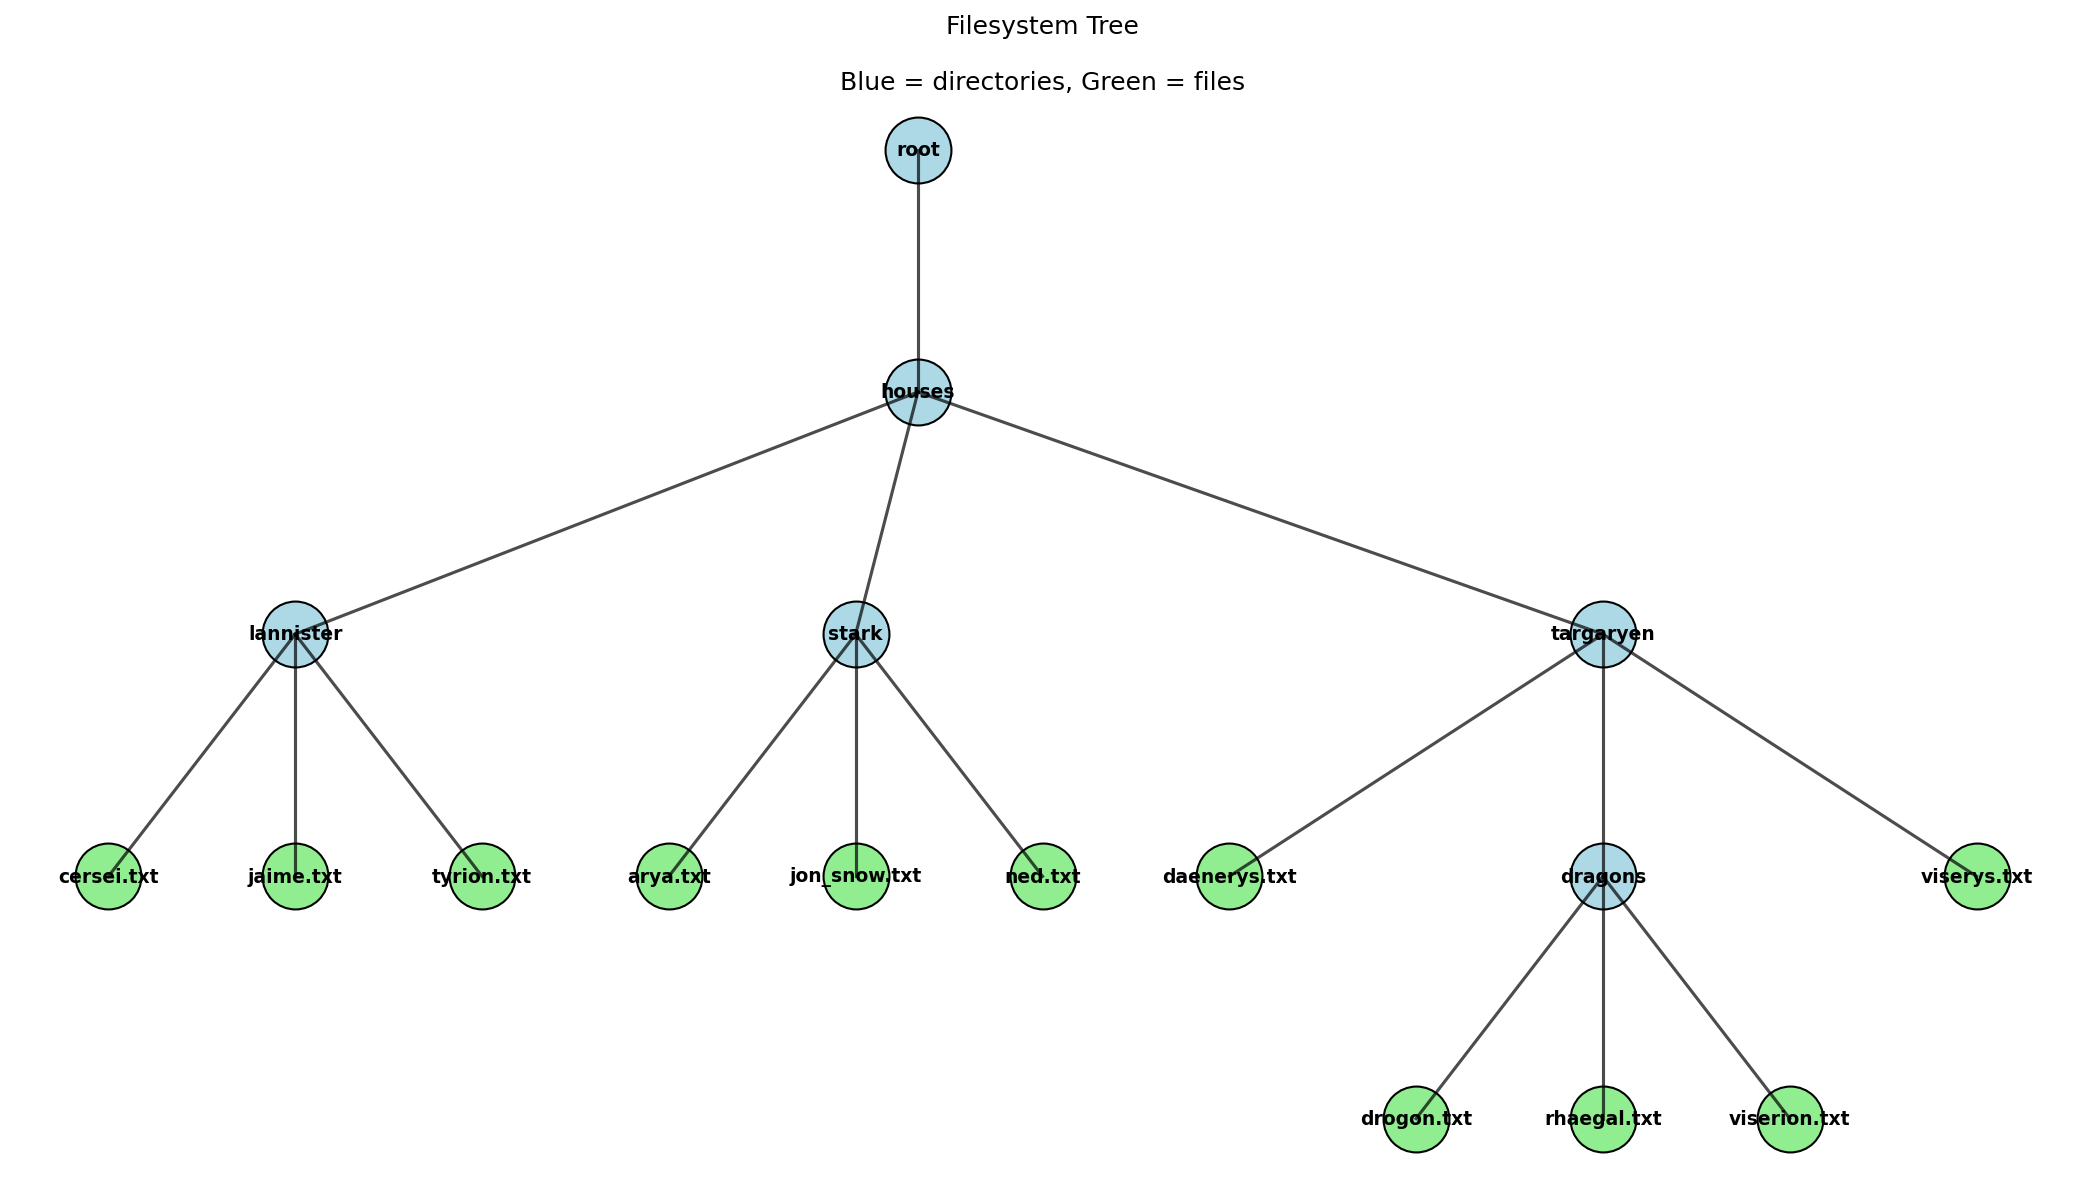 Filesystem Tree
Blue = directories, Green = files
root
houses
lannister
stark
targaryen
cersei.txt
jaime.txt
tyrion.txt
arya.txt
jon_snow.txt
ned.txt
daenerys.txt
dragons
viserys.txt
drogon.txt
rhaegal.txt
viserion.txt